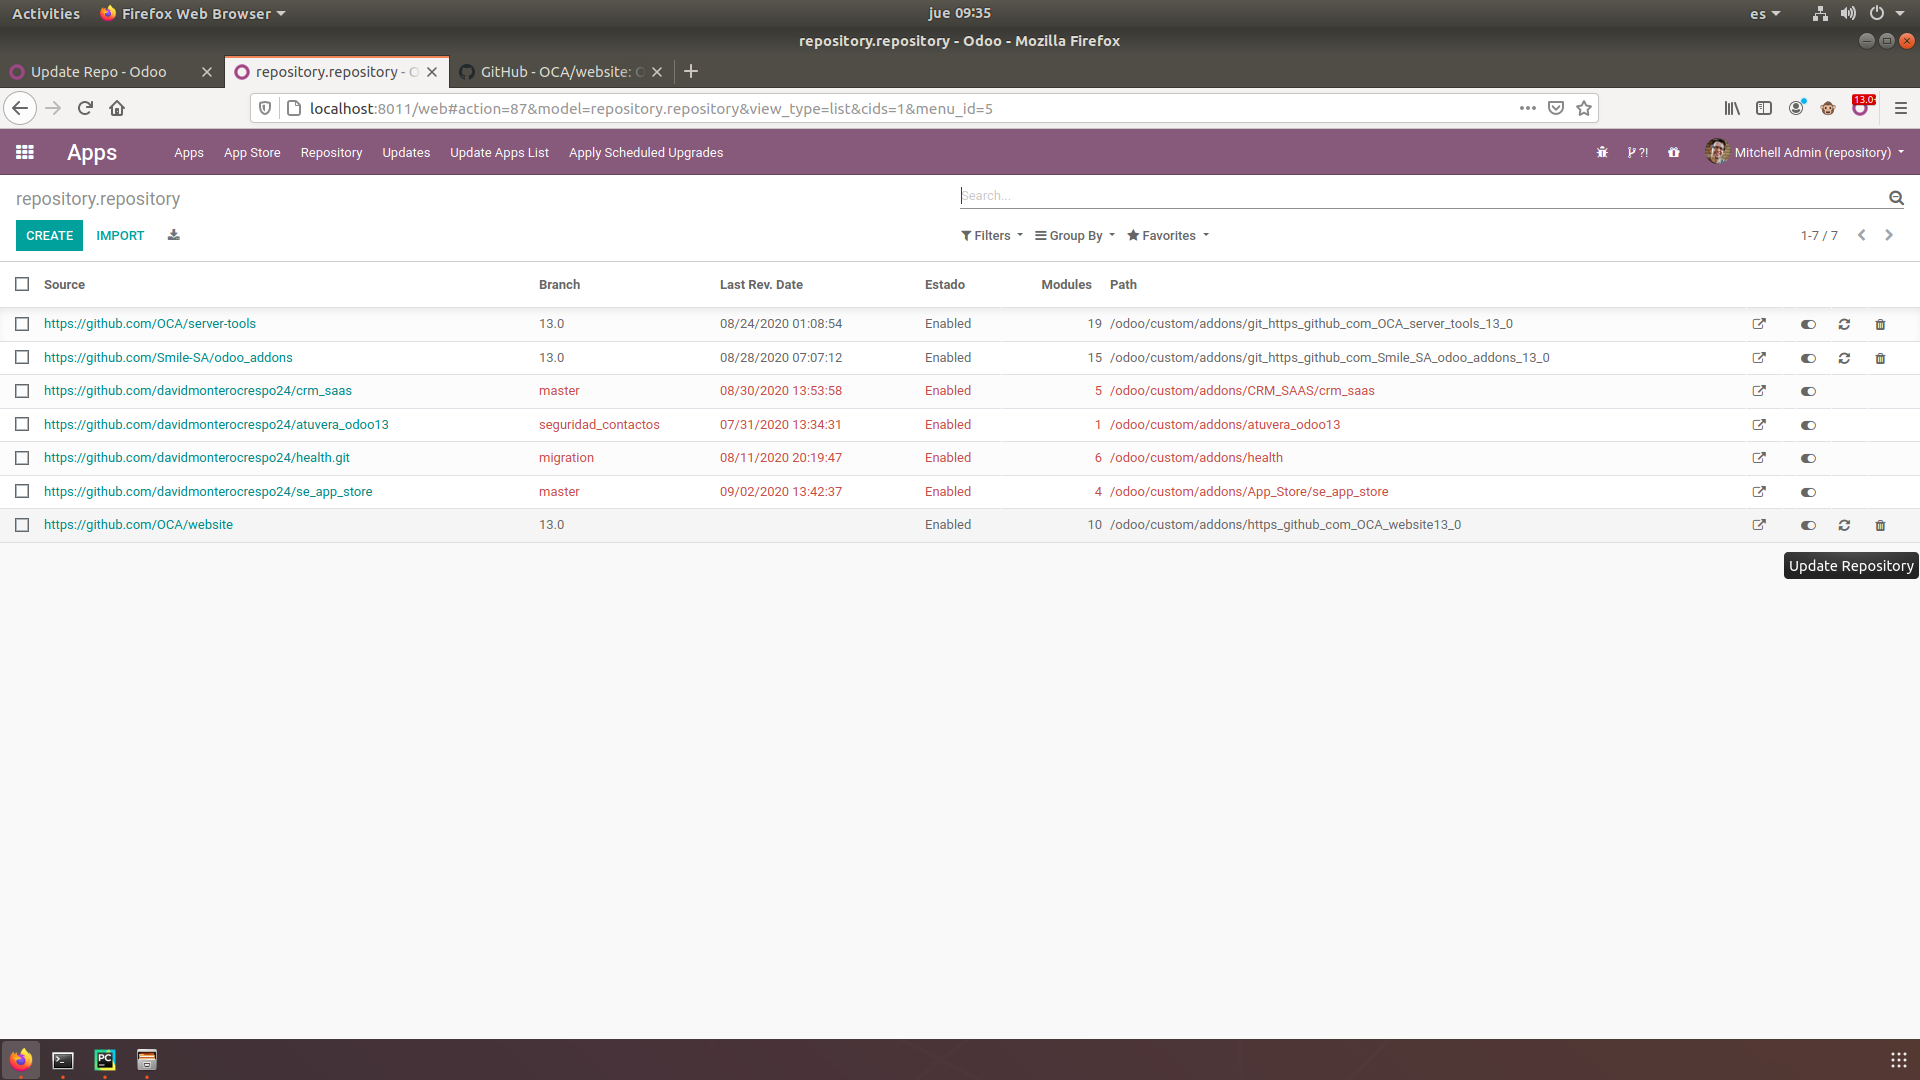 Activities Firefox Web Browser jue 09:35 es
repository.repository - Odoo - Mozilla Firefox
Update Repo - Odoo repository.repository - GitHub - OCA/website:
localhost:8011/web#action=87&model=repository.repository&view_type=list&cids=1&menu_id=5 13.0
Apps Apps App Store Repository Updates Update Apps List Apply Scheduled Upgrades ?! Mitchell Admin (repository)
repository.repository Search...
CREATE IMPORT Filters Group By Favorites 1-7 / 7
Source Branch Last Rev. Date Estado Modules Path
https://github.com/OCA/server-tools 13.0 08/24/2020 01:08:54 Enabled 19 /odoo/custom/addons/git_https_github_com_OCA_server_tools_13_0
https://github.com/Smile-SA/odoo_addons 13.0 08/28/2020 07:07:12 Enabled 15 /odoo/custom/addons/git_https_github_com_Smile_SA_odoo_addons_13_0
https://github.com/davidmonterocrespo24/crm_saas master 08/30/2020 13:53:58 Enabled 5 /odoo/custom/addons/CRM_SAAS/crm_saas
https://github.com/davidmonterocrespo24/atuvera_odoo13 seguridad_contactos 07/31/2020 13:34:31 Enabled 1 /odoo/custom/addons/atuvera_odoo13
https://github.com/davidmonterocrespo24/health.git migration 08/11/2020 20:19:47 Enabled 6 /odoo/custom/addons/health
https://github.com/davidmonterocrespo24/se_app_store master 09/02/2020 13:42:37 Enabled 4 /odoo/custom/addons/App_Store/se_app_store
https://github.com/OCA/website 13.0 Enabled 10 /odoo/custom/addons/https_github_com_OCA_website13_0
Update Repository
PC